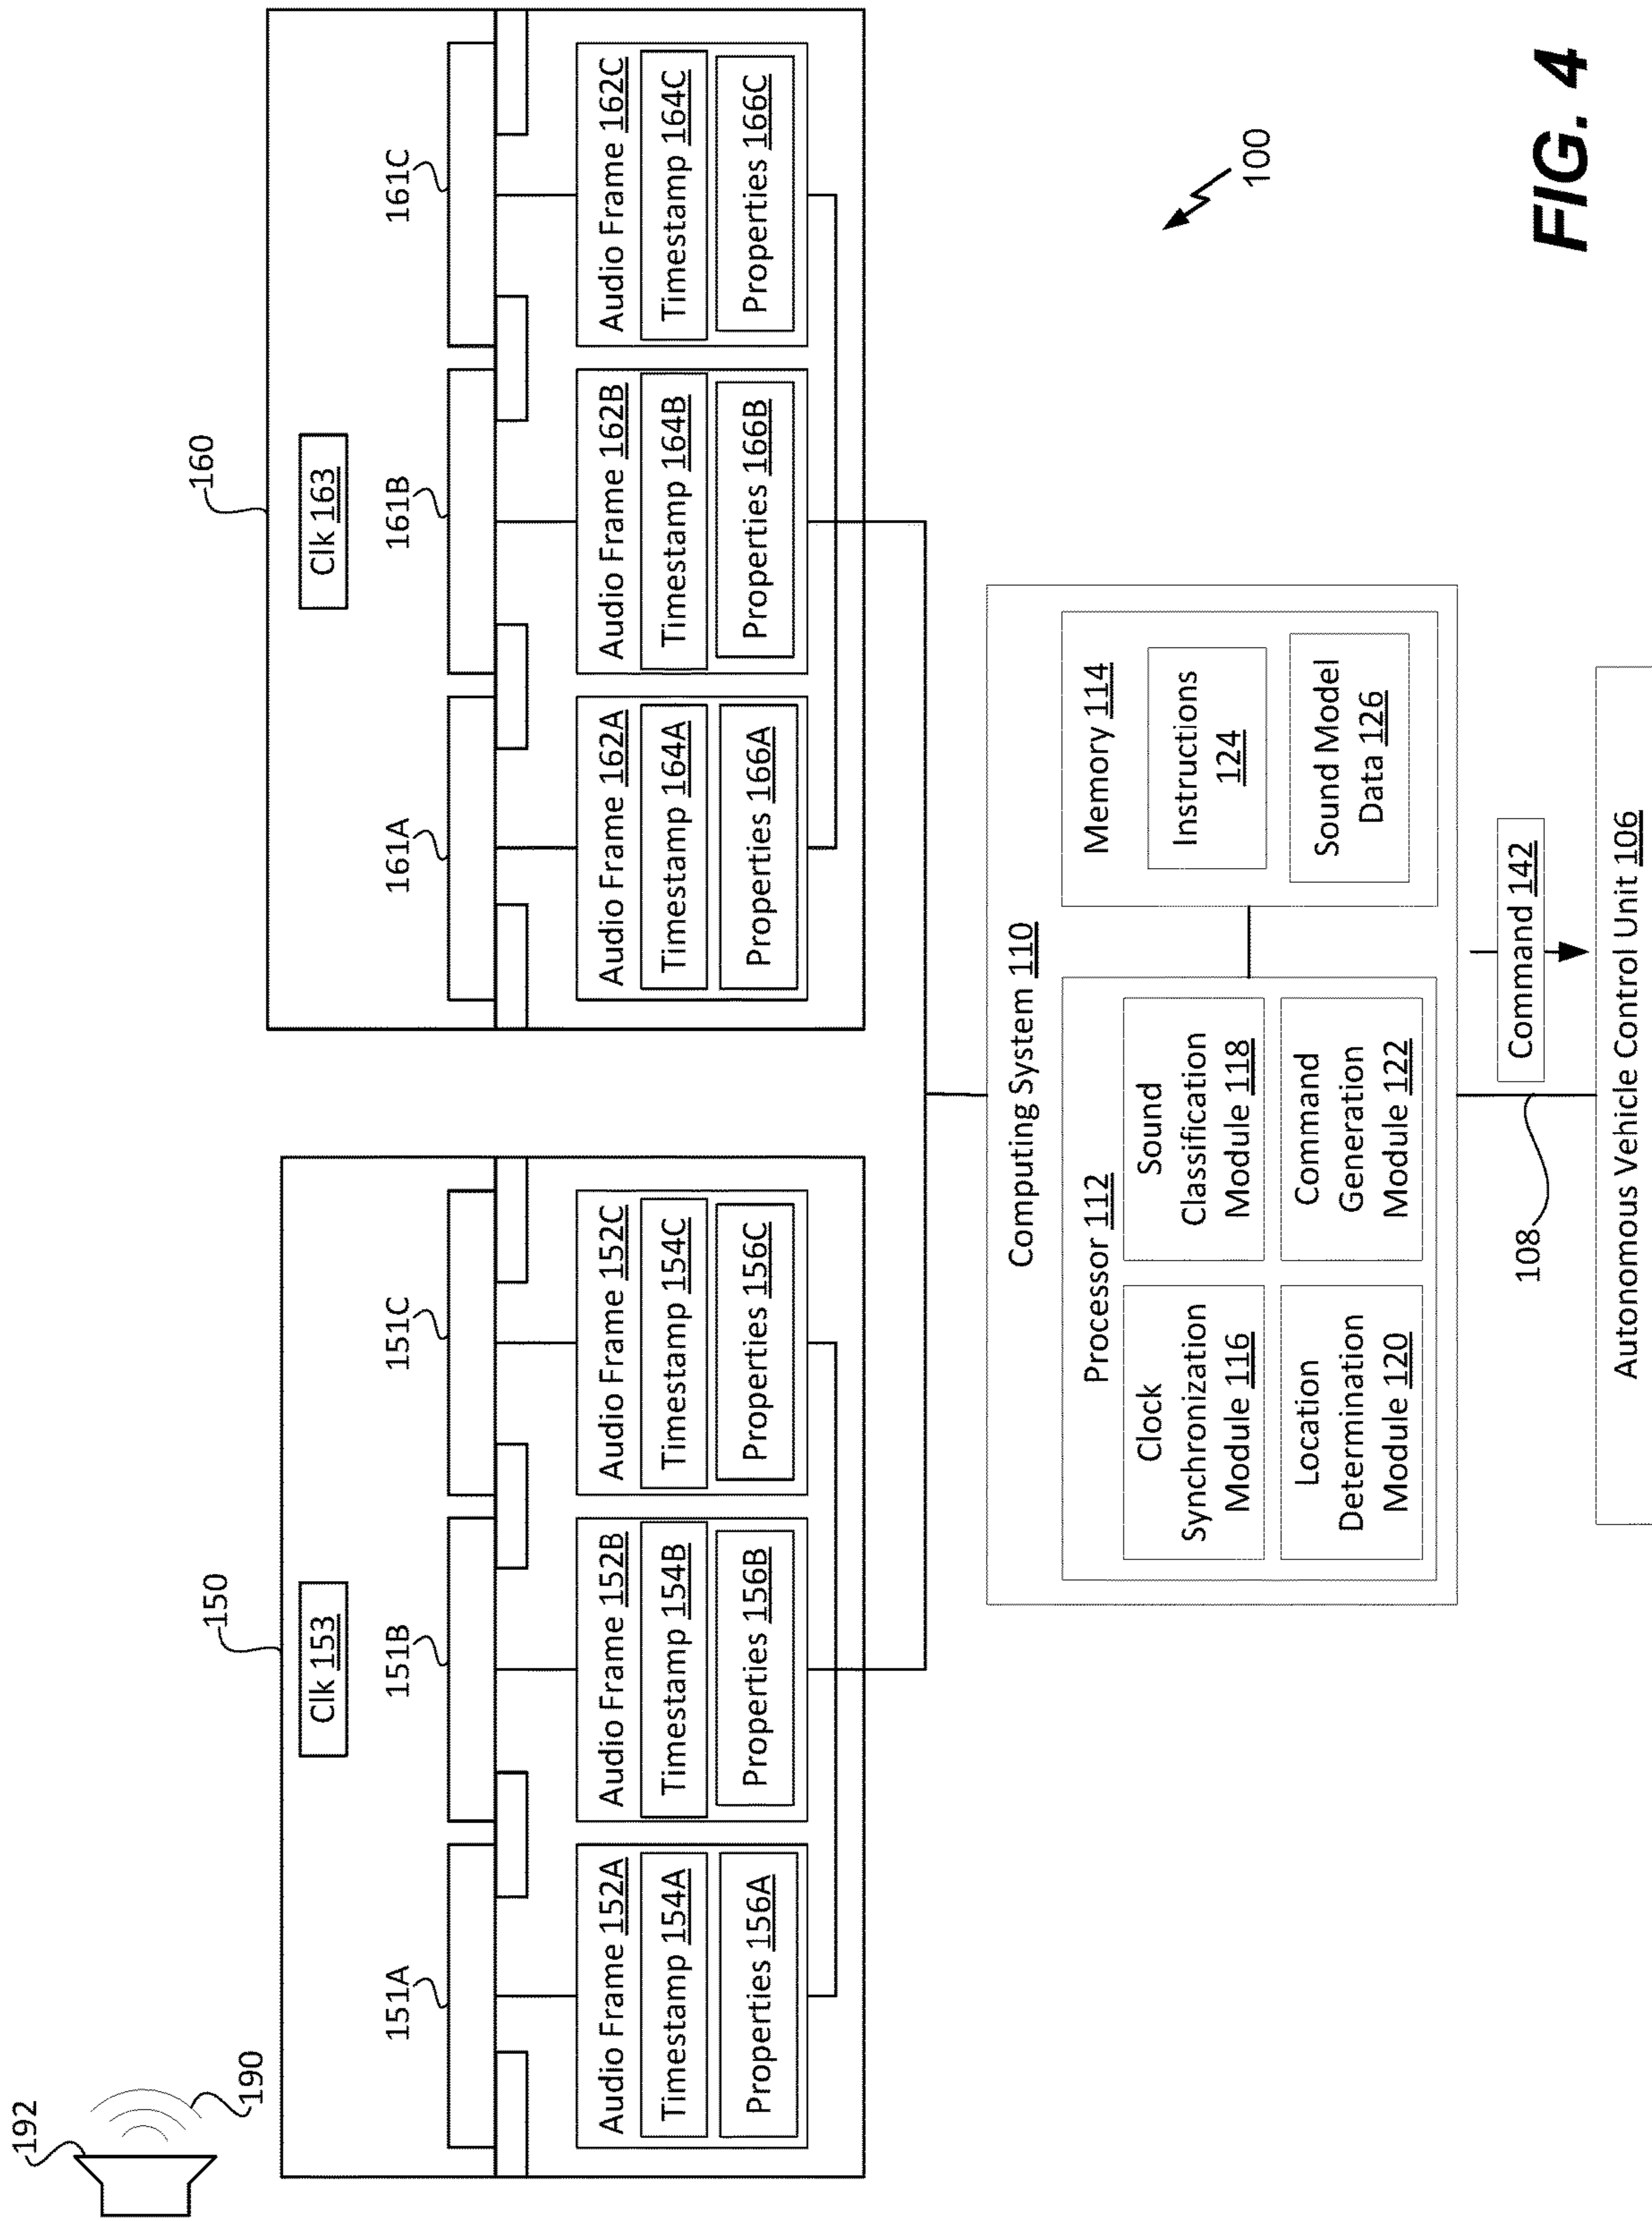 192
190
150
Clk 153
151A
151B
151C
Audio Frame 152A
Timestamp 154A
Properties 156A
Audio Frame 152B
Timestamp 154B
Properties 156B
Audio Frame 152C
Timestamp 154C
Properties 156C
160
Clk 163
161A
161B
161C
Audio Frame 162A
Timestamp 164A
Properties 166A
Audio Frame 162B
Timestamp 164B
Properties 166B
Audio Frame 162C
Timestamp 164C
Properties 166C
Computing System 110
Processor 112
Clock
Synchronization
Module 116
Sound
Classification
Module 118
Location
Determination
Module 120
Command
Generation
Module 122
Memory 114
Instructions
124
Sound Model
Data 126
108
Command 142
Autonomous Vehicle Control Unit 106
100
FIG. 4